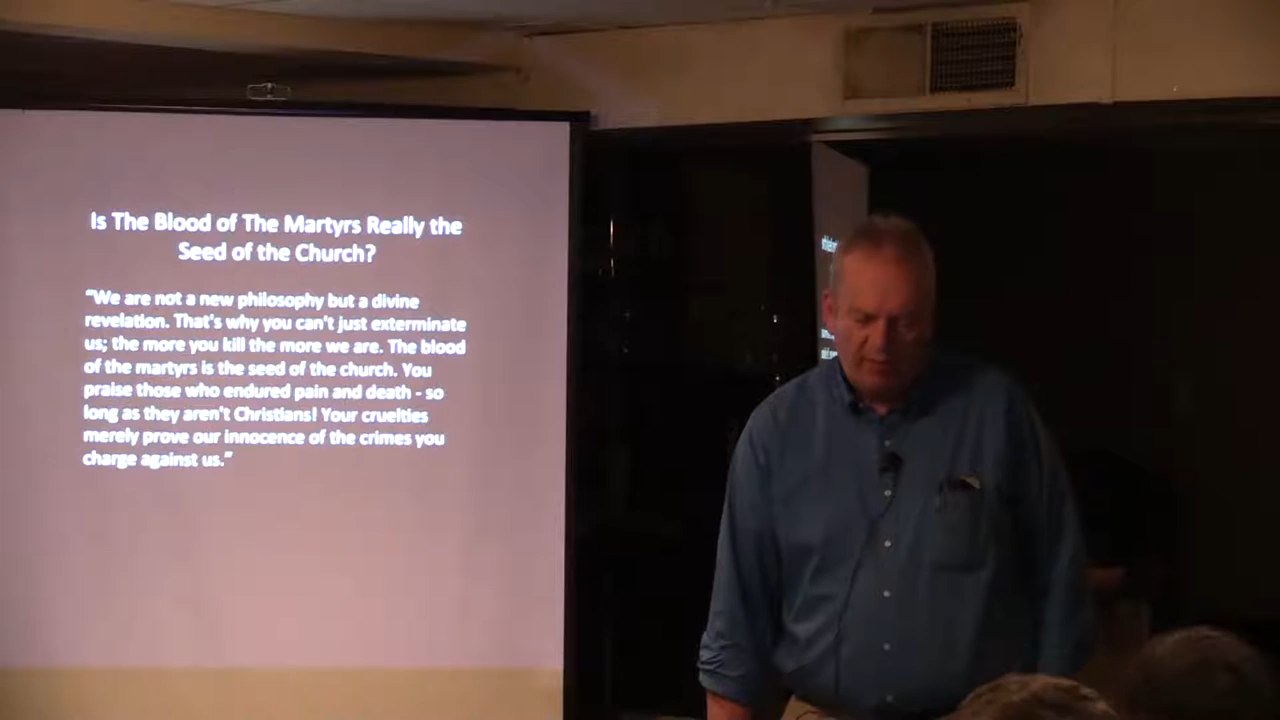 Is The Blood of The Martyrs Really the
Seed of the Church?
“We are not a new philosophy but a divine
revelation. That's why you can't just exterminate
us; the more you kill the more we are. The blood
of the martyrs is the seed of the church. You
praise those who endured pain and death - so
long as they aren't Christians! Your cruelties
merely prove our innocence of the crimes you
charge against us.”